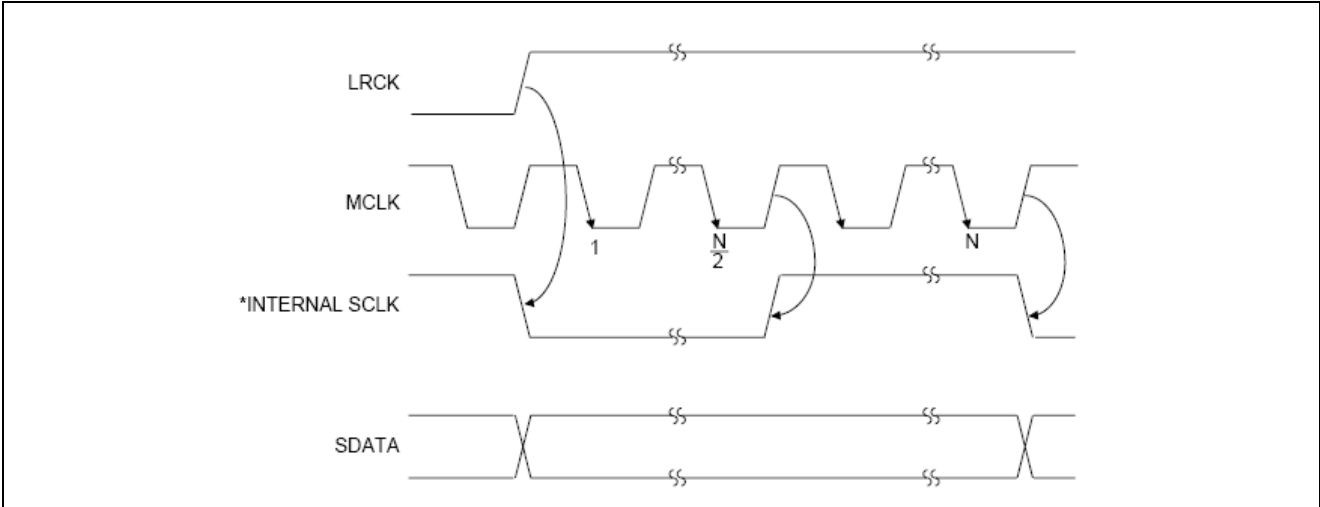 LRCK
MCLK
1
N
2
N
*INTERNAL SCLK
SDATA